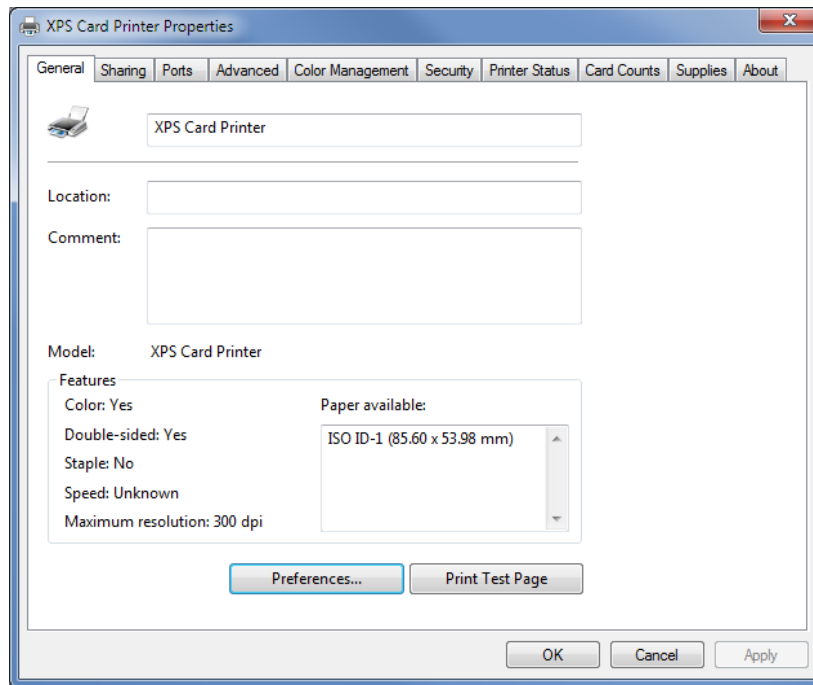 XPS Card Printer Properties
General Sharing Ports Advanced Color Management Security Printer Status Card Counts Supplies About
XPS Card Printer
Location:
Comment:
Model: XPS Card Printer
Features
Color: Yes Paper available:
Double-sided: Yes ISO ID-1 (85.60 x 53.98 mm)
Staple: No
Speed: Unknown
Maximum resolution: 300 dpi
Preferences... Print Test Page
OK Cancel Apply